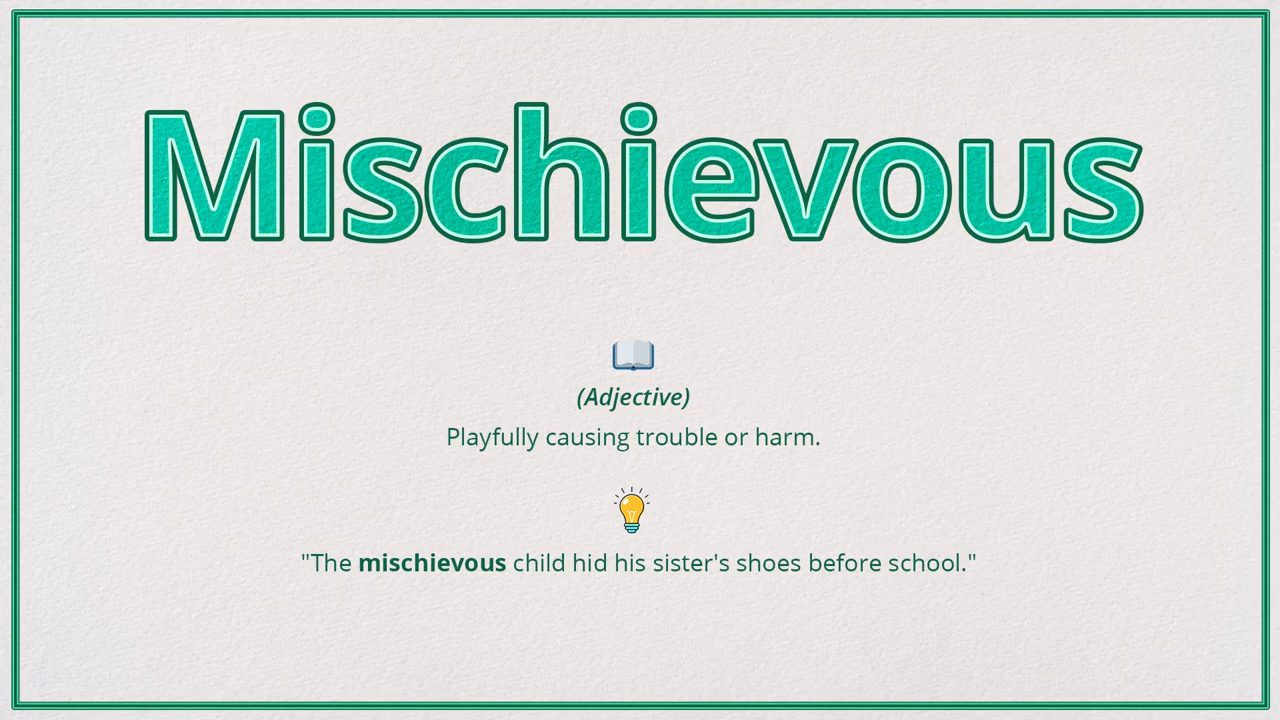 Mischievous
(Adjective)
Playfully causing trouble or harm.
"The mischievous child hid his sister's shoes before school."